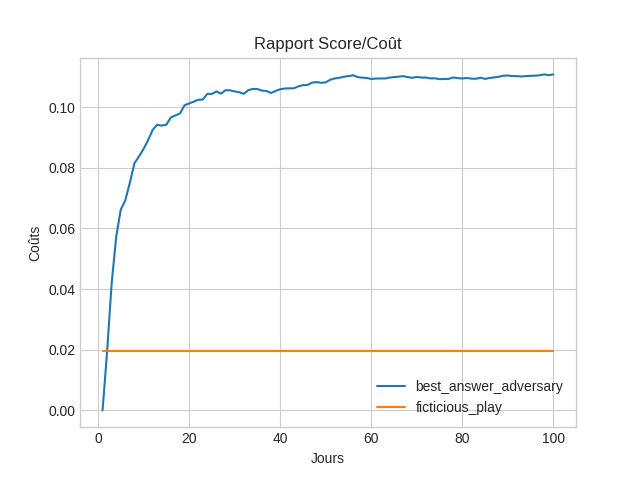 Rapport Score/Coût
Coûts
0.10
0.08
0.06
0.04
0.02
0.00
0 20 40 60 80 100
Jours
best_answer_adversary
ficticious_play